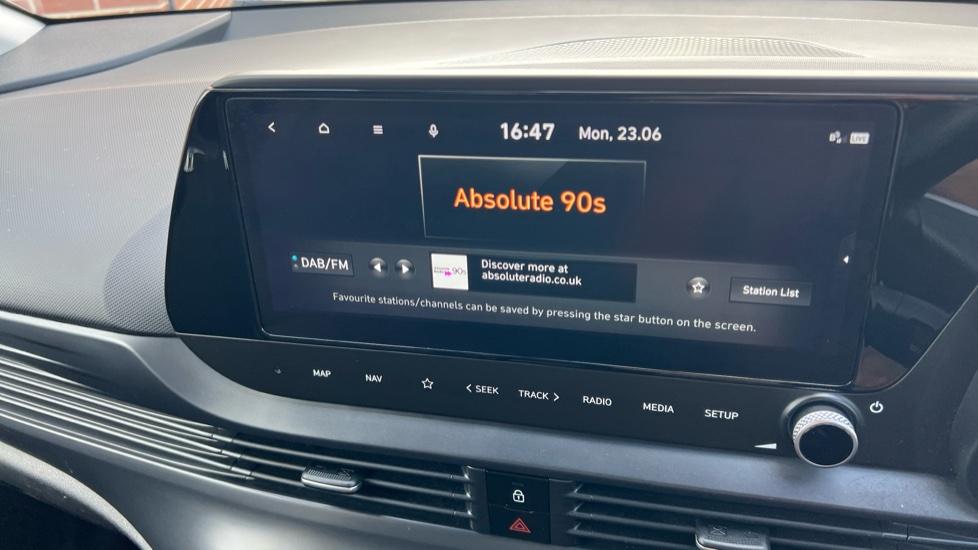 16:47 Mon, 23.06
LIVE
Absolute 90s
DAB/FM
90s
Discover more at
absoluteradio.co.uk
Station List
Favourite stations/channels can be saved by pressing the star button on the screen.
MAP NAV SEEK TRACK RADIO MEDIA SETUP